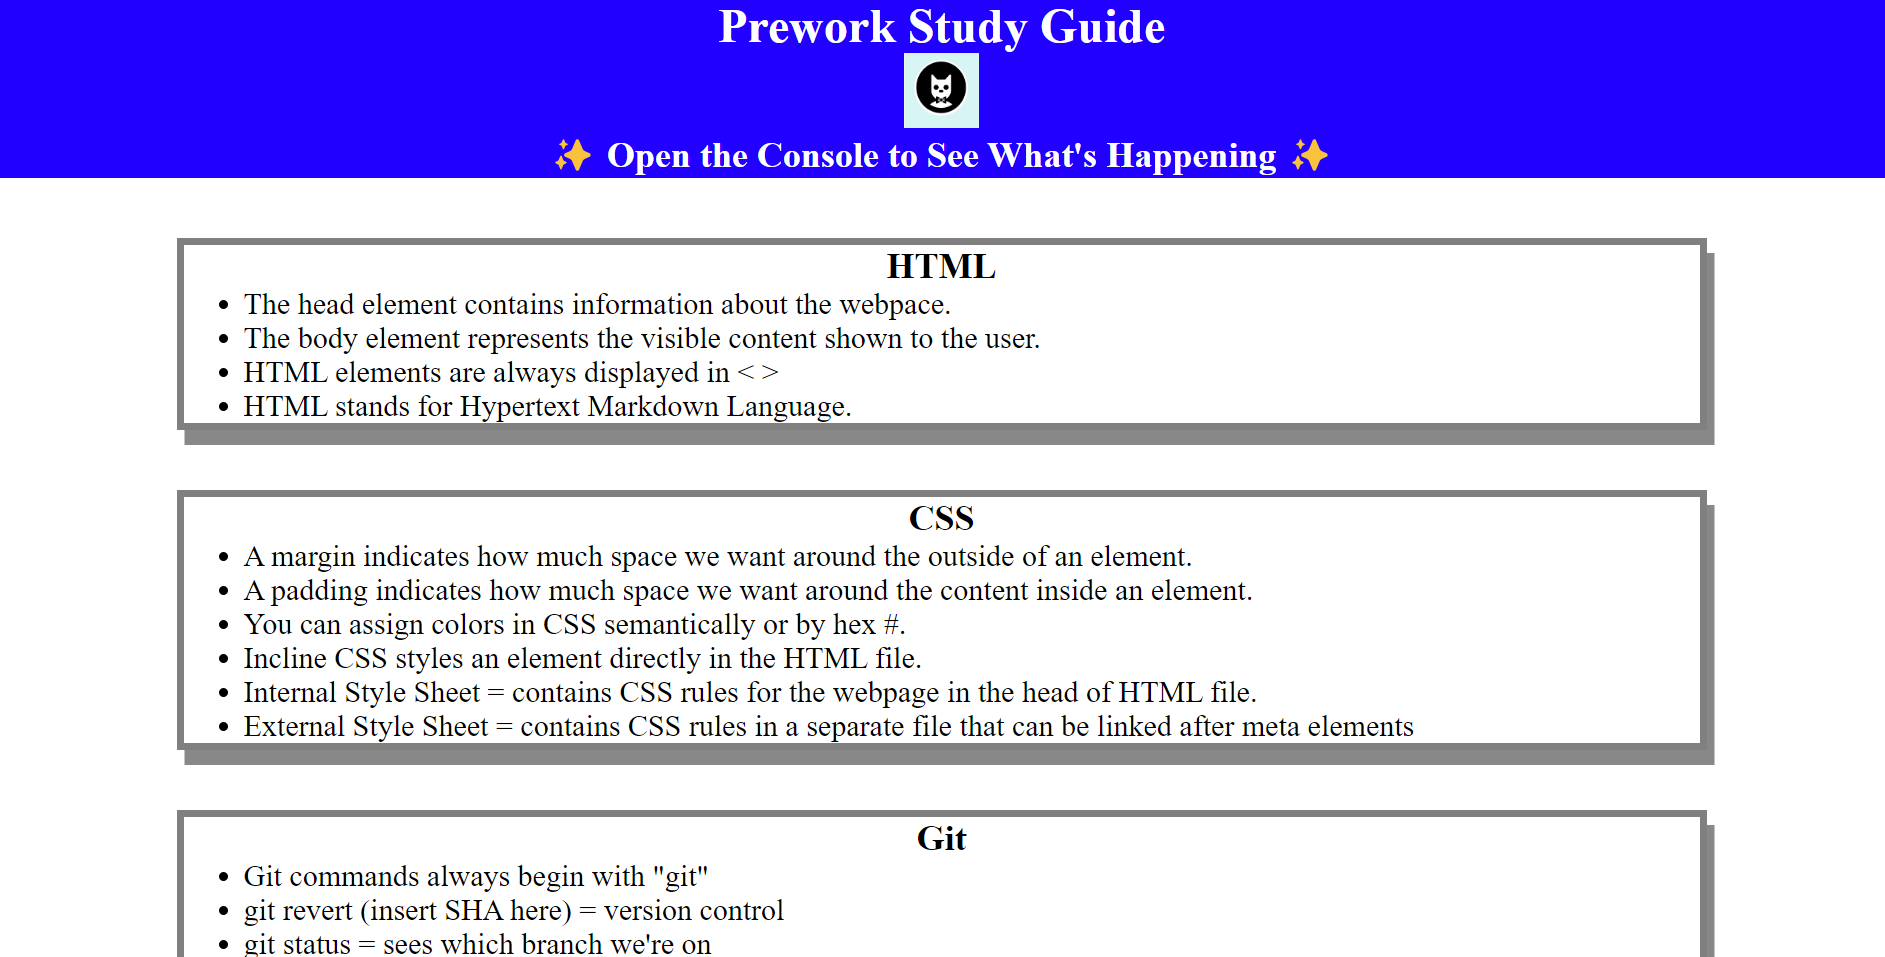 Prework Study Guide
✨ Open the Console to See What's Happening ✨
HTML
• The head element contains information about the webpace.
• The body element represents the visible content shown to the user.
• HTML elements are always displayed in < >
• HTML stands for Hypertext Markdown Language.
CSS
• A margin indicates how much space we want around the outside of an element.
• A padding indicates how much space we want around the content inside an element.
• You can assign colors in CSS semantically or by hex #.
• Incline CSS styles an element directly in the HTML file.
• Internal Style Sheet = contains CSS rules for the webpage in the head of HTML file.
• External Style Sheet = contains CSS rules in a separate file that can be linked after meta elements
Git
• Git commands always begin with "git"
• git revert (insert SHA here) = version control
• git status = sees which branch we're on